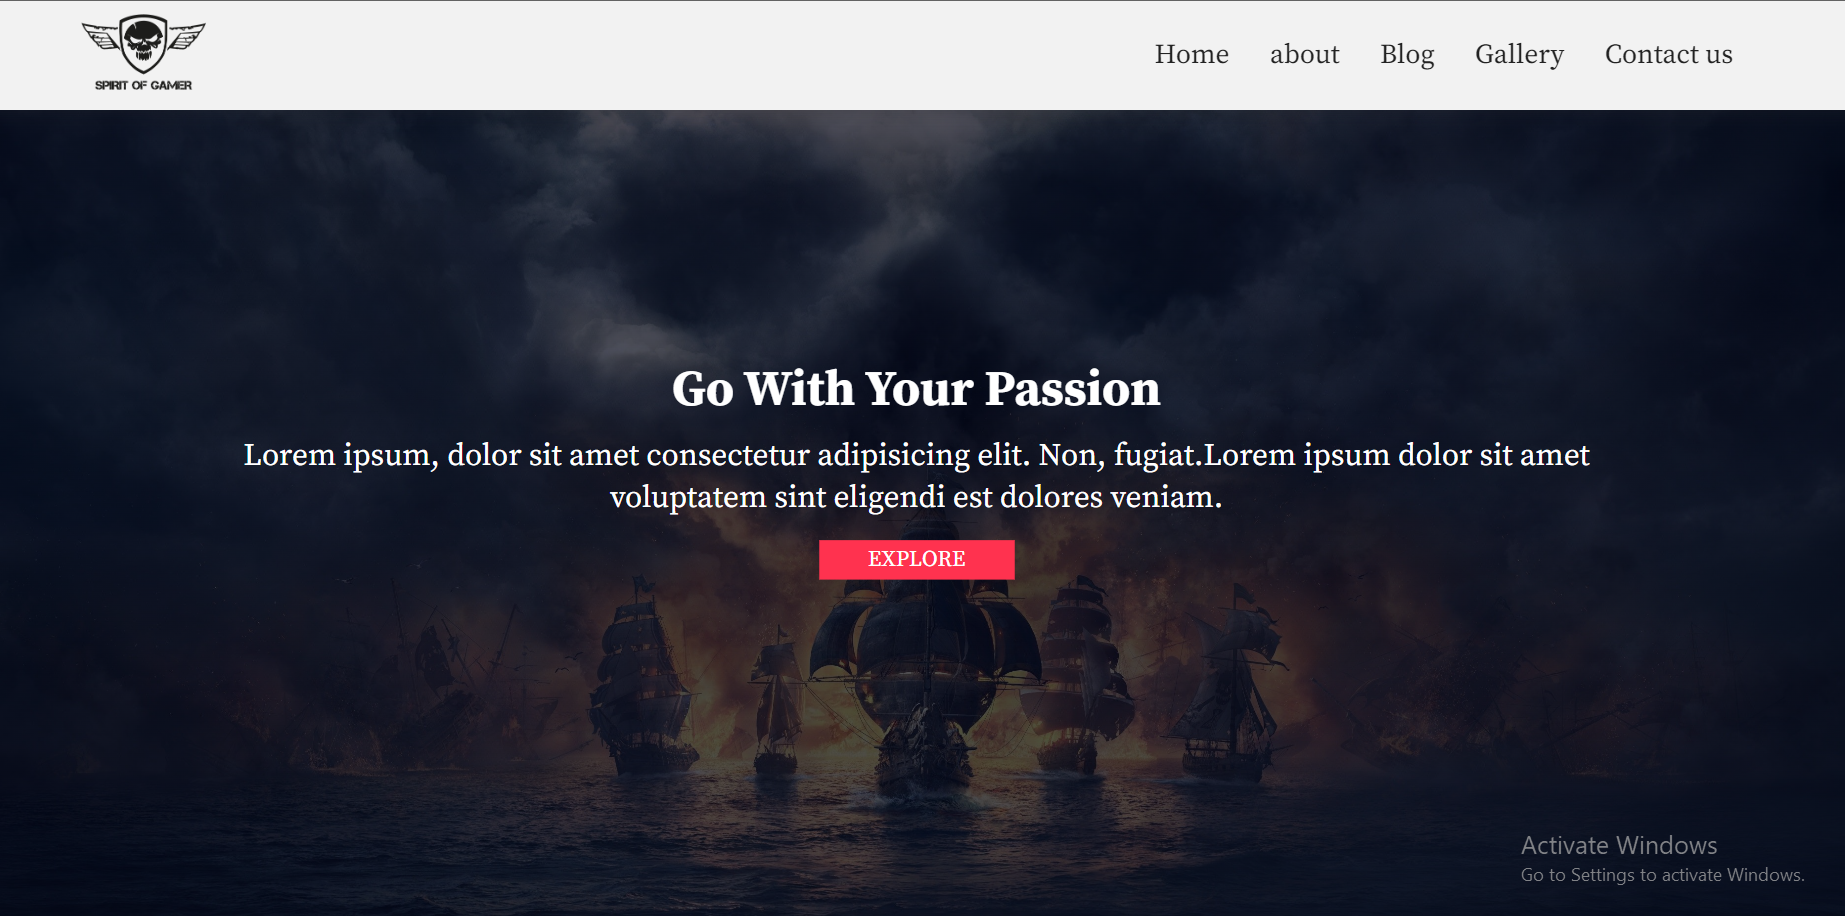 SPIRIT OF GAMER
Home about Blog Gallery Contact us
Go With Your Passion
Lorem ipsum, dolor sit amet consectetur adipisicing elit. Non, fugiat.Lorem ipsum dolor sit amet
voluptatem sint eligendi est dolores veniam.
EXPLORE
Activate Windows
Go to Settings to activate Windows.